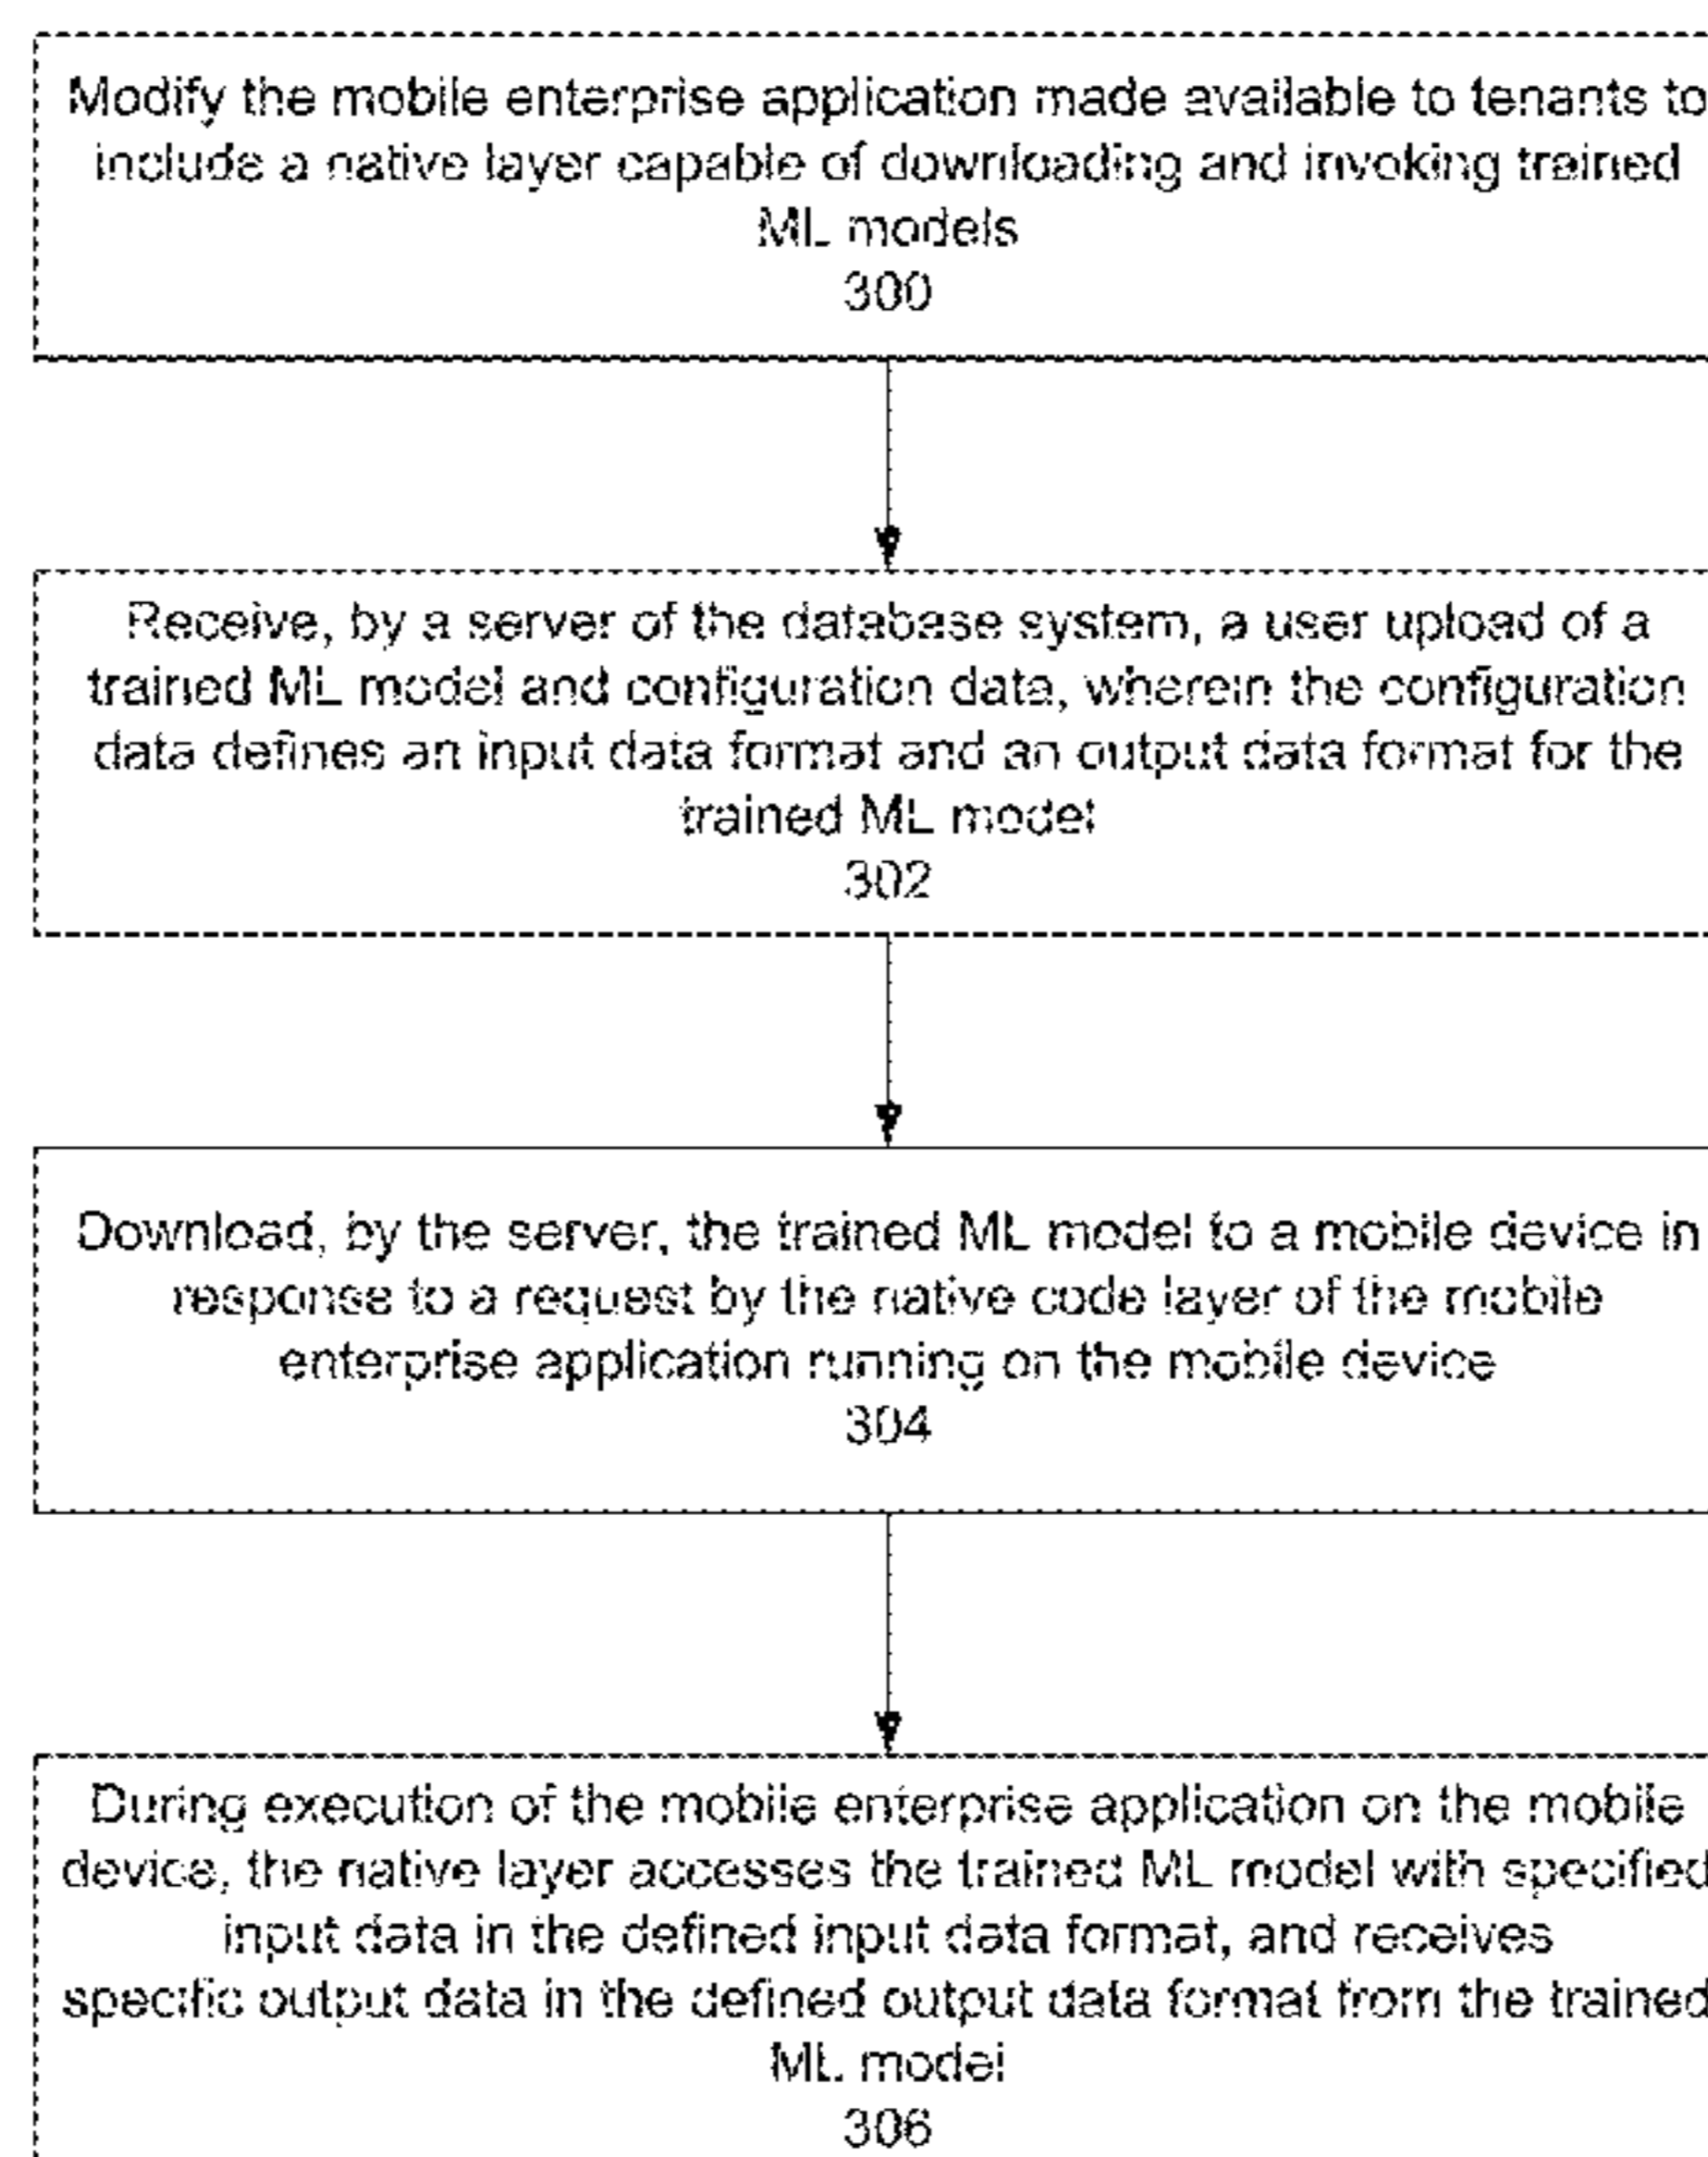 Modify the mobile enterprise application made available to tenants to
include a native layer capable of downloading and invoking trained
ML models
300
Receive, by a server of the database system, a user upload of a
trained ML model and configuration data, wherein the configuration
data defines an input data format and an output data format for the
trained ML model
302
Download, by the server, the trained ML model to a mobile device in
response to a request by the native code layer of the mobile
enterprise application running on the mobile device
304
During execution of the mobile enterprise application on the mobile
device, the native layer accesses the trained ML model with specified
input data in the defined input data format, and receives
specific output data in the defined output data format from the trained
ML model
306